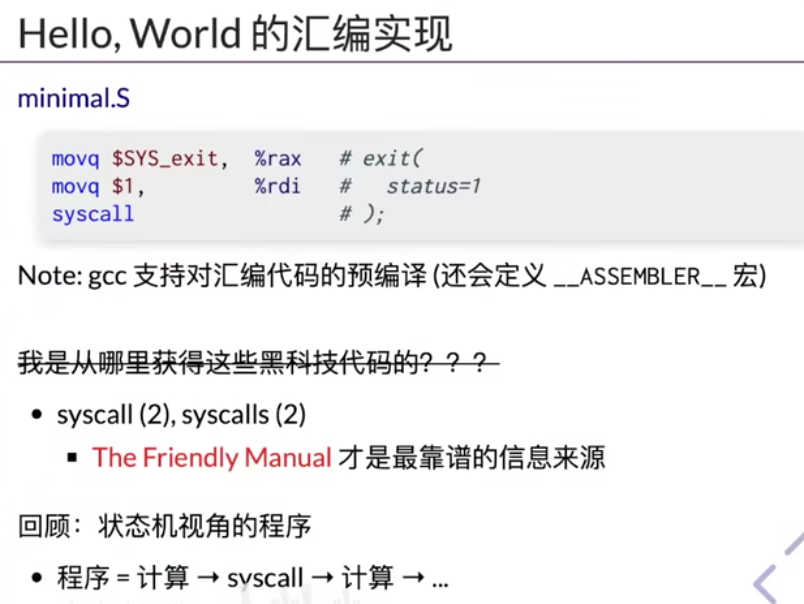 Hello, World 的汇编实现
minimal.S
movq $SYS_exit, %rax # exit(
movq $1, %rdi # status=1
syscall # );
Note: gcc 支持对汇编代码的预编译 (还会定义 __ASSEMBLER__ 宏)
我是从哪里获得这些黑科技代码的？？？
• syscall (2), syscalls (2)
▪ The Friendly Manual 才是最靠谱的信息来源
回顾：状态机视角的程序
• 程序 = 计算 → syscall → 计算 → ...